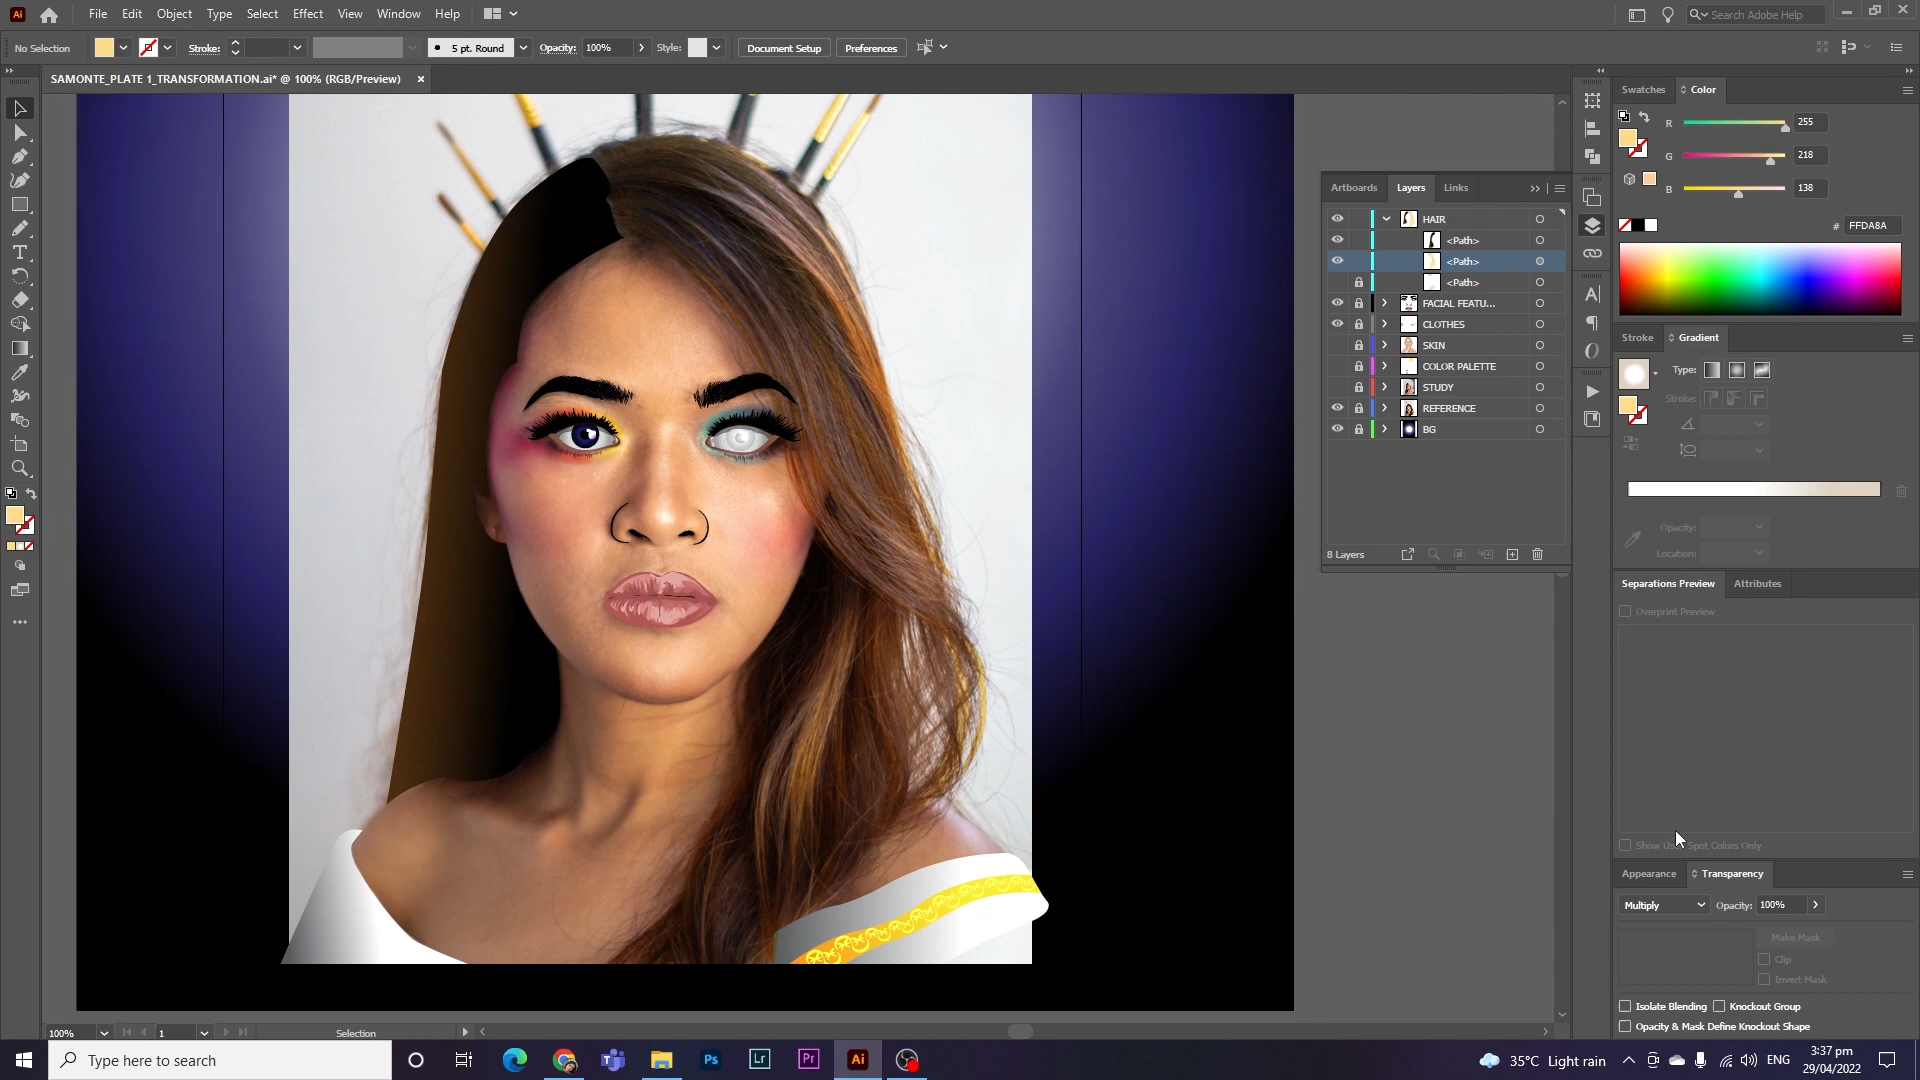 Ai File Edit Object Type Select Effect View Window Help Search Adobe Help
No Selection Stroke: 5 pt. Round Opacity: 100% Style: Document Setup Preferences
SAMONTE_PLATE 1_TRANSFORMATION.ai* @ 100% (RGB/Preview)
Swatches Color
R 255
G 218
B 138
# FFDA8A
Artboards Layers Links
HAIR
<Path>
<Path>
<Path>
FACIAL FEATU...
CLOTHES
SKIN
COLOR PALETTE
STUDY
REFERENCE
BG
8 Layers
Stroke Gradient
Type:
Stroke:
Opacity:
Location:
Separations Preview Attributes
Overprint Preview
Appearance Transparency
Multiply Opacity: 100%
Make Mask
Clip
Invert Mask
Isolate Blending Knockout Group
Opacity & Mask Define Knockout Shape
100% 1 Selection
Type here to search
Ps Lr Pr Ai
35°C Light rain ENG
3:37 pm
29/04/2022